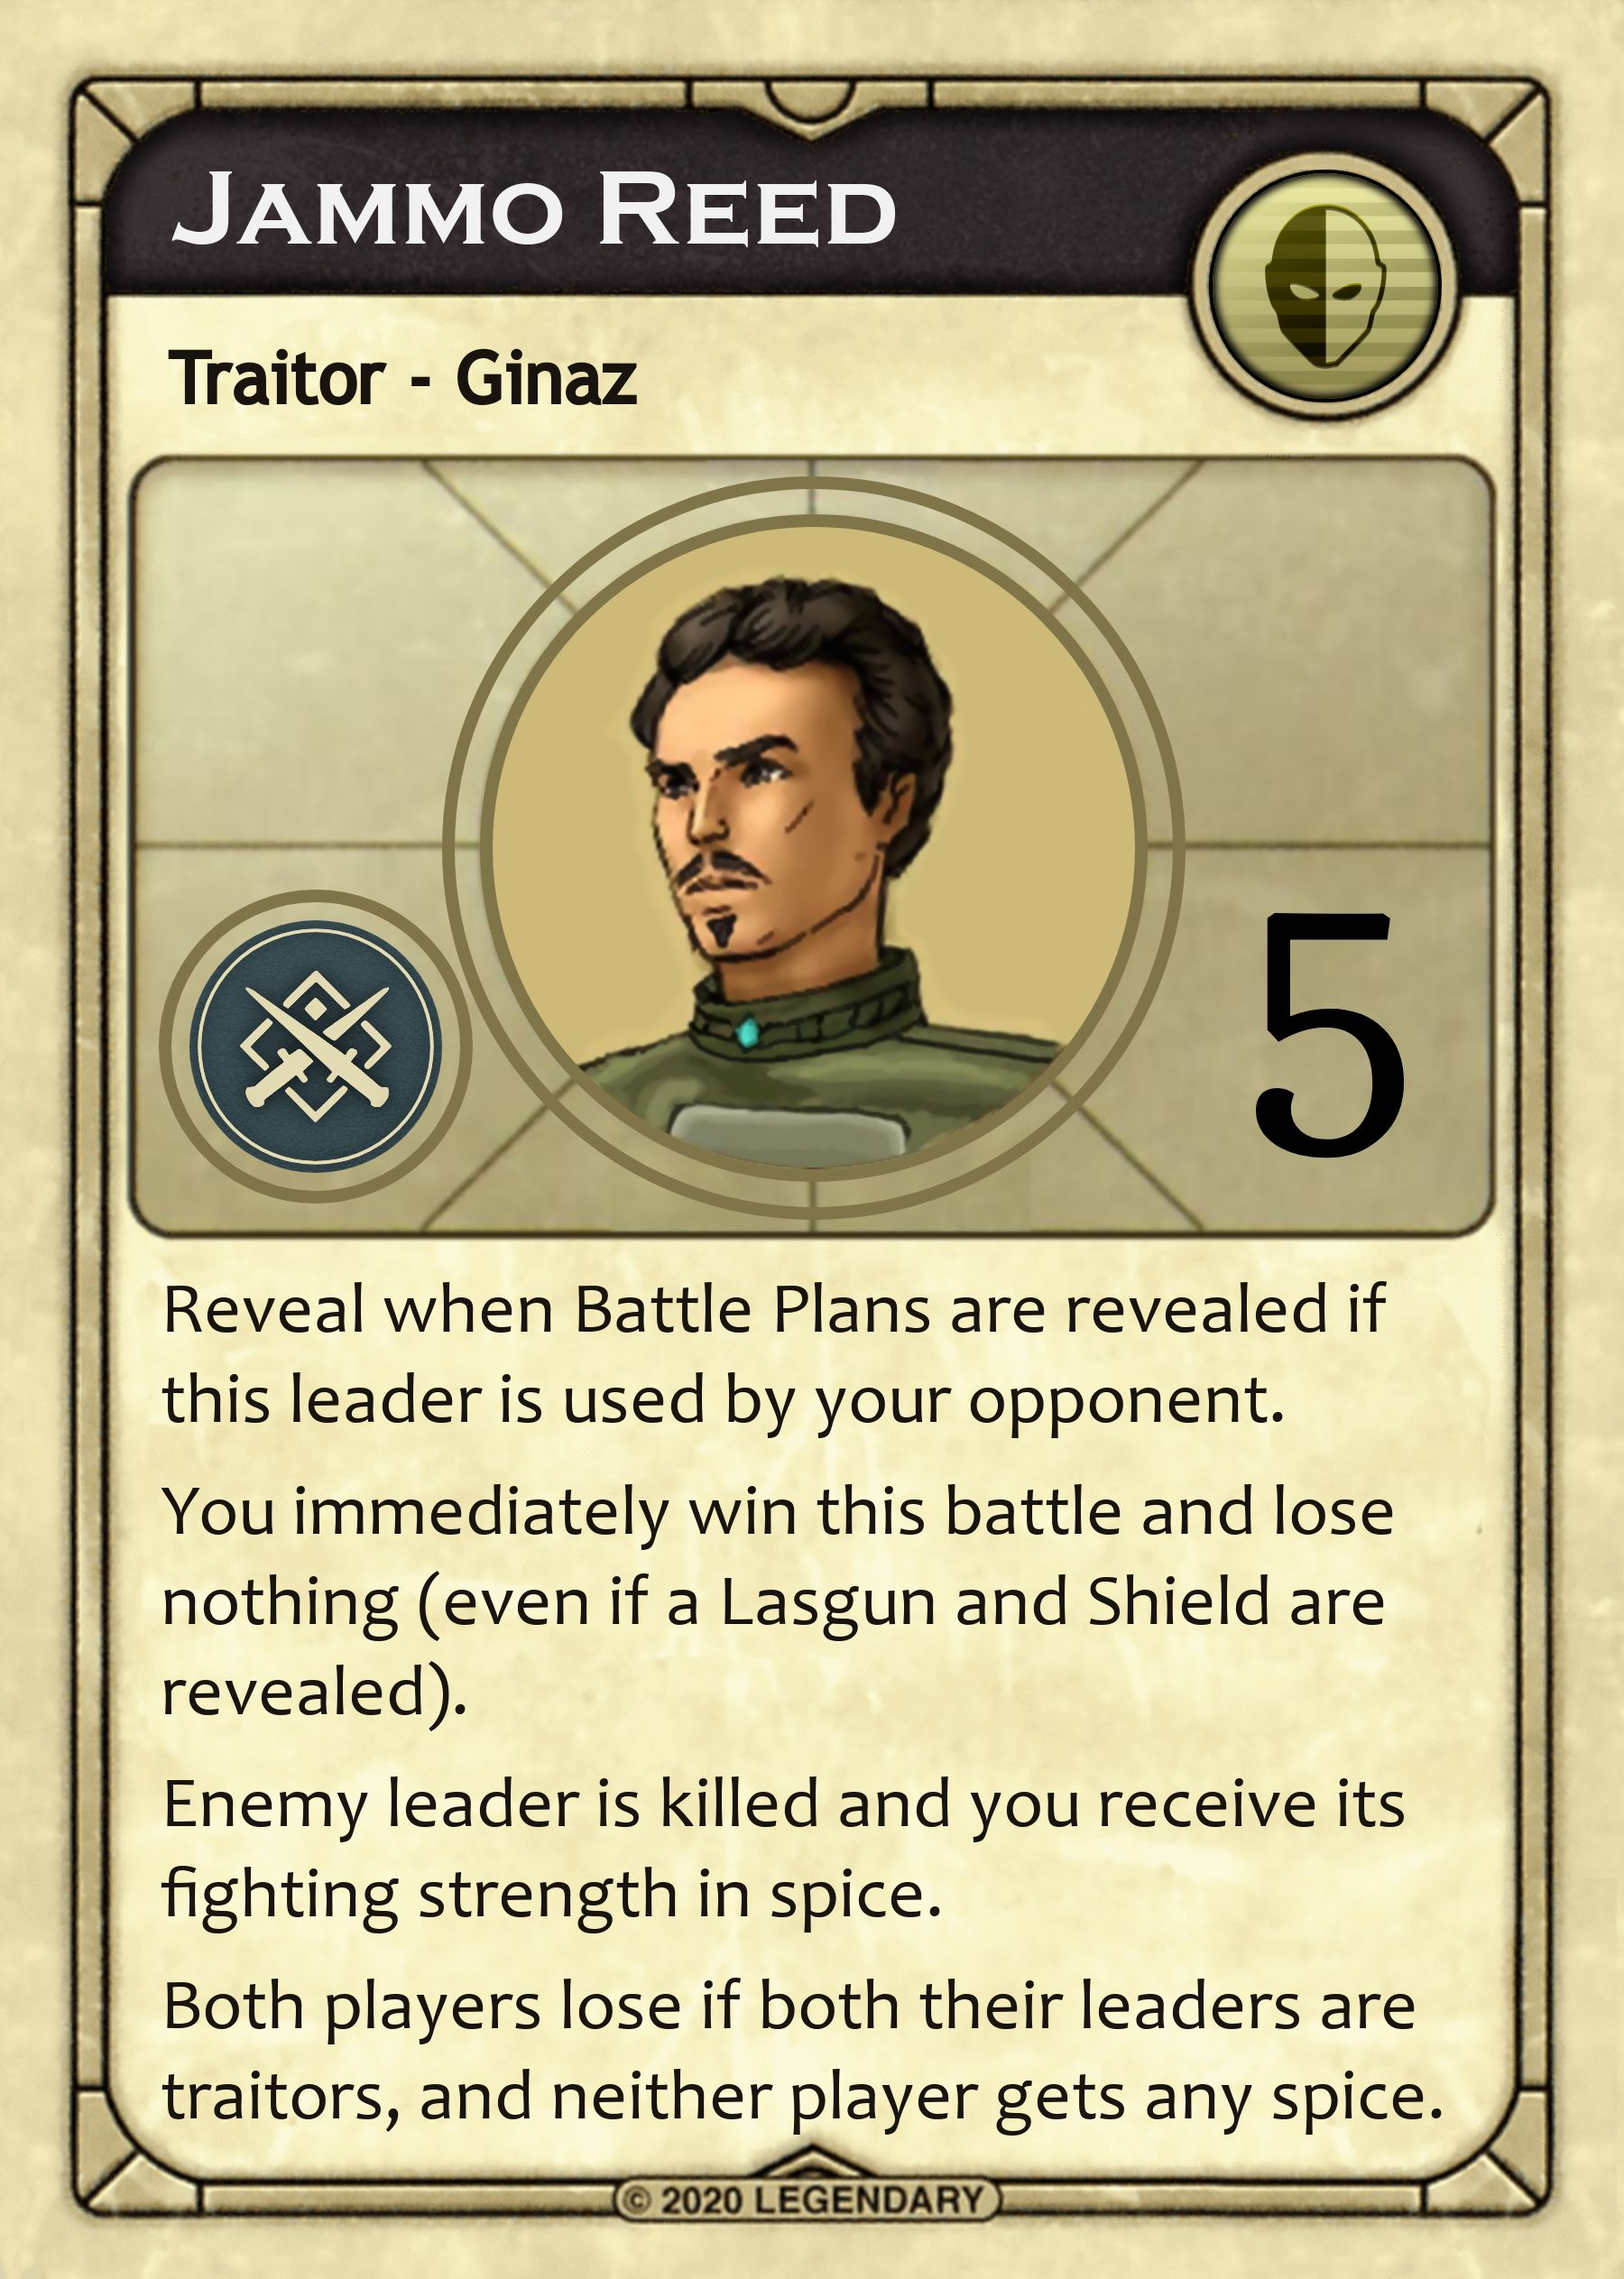 JAMMO REED
Traitor - Ginaz
5
Reveal when Battle Plans are revealed if
this leader is used by your opponent.
You immediately win this battle and lose
nothing (even if a Lasgun and Shield are
revealed).
Enemy leader is killed and you receive its
fighting strength in spice.
Both players lose if both their leaders are
traitors, and neither player gets any spice.
© 2020 LEGENDARY